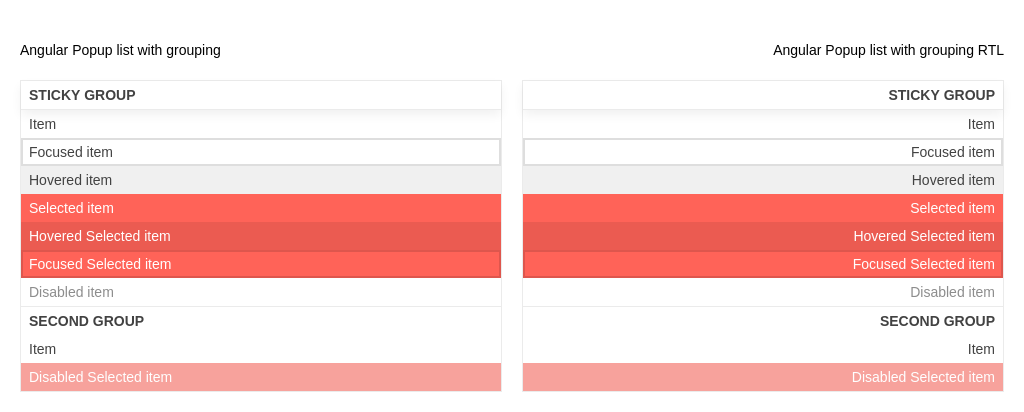 Angular Popup list with grouping
STICKY GROUP
Item
Focused item
Hovered item
Selected item
Hovered Selected item
Focused Selected item
Disabled item
SECOND GROUP
Item
Disabled Selected item
Angular Popup list with grouping RTL
STICKY GROUP
Item
Focused item
Hovered item
Selected item
Hovered Selected item
Focused Selected item
Disabled item
SECOND GROUP
Item
Disabled Selected item